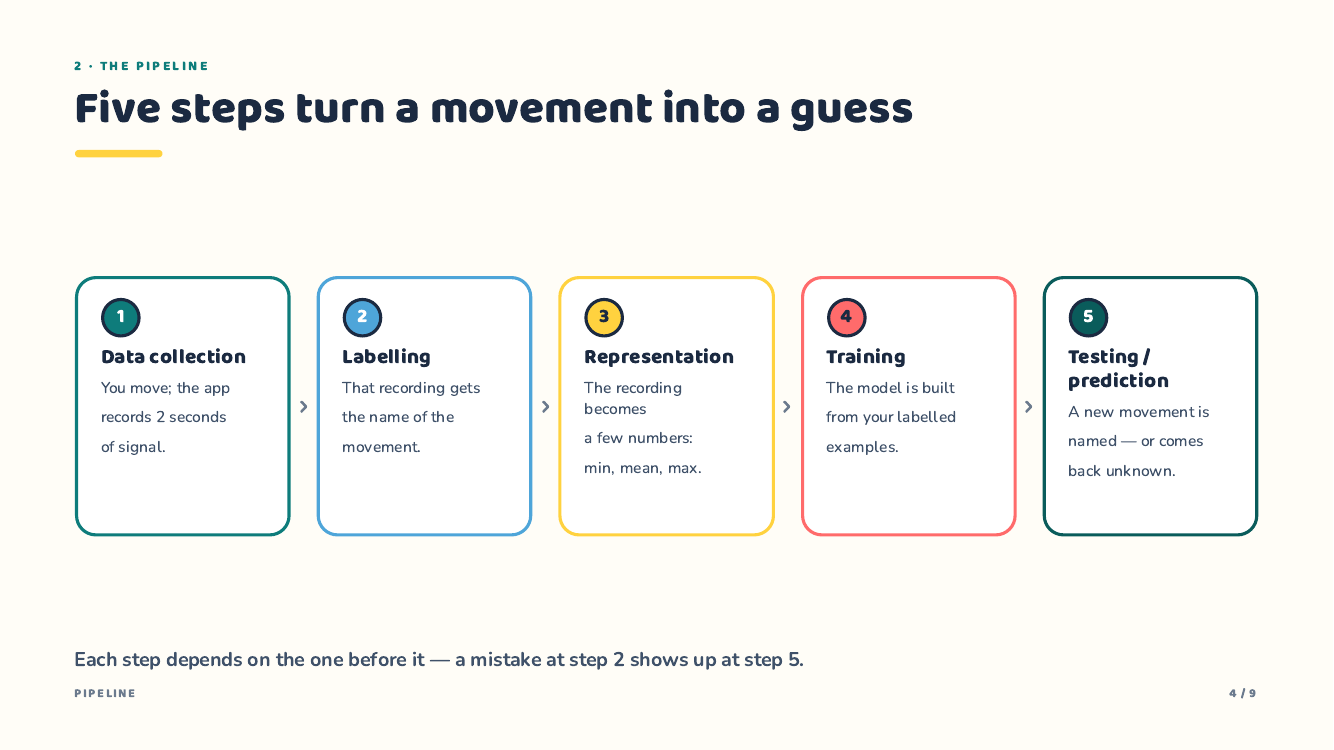 2 · THE PIPELINE
Five steps turn a movement into a guess
1
Data collection
You move; the app
records 2 seconds
of signal.
›
2
Labelling
That recording gets
the name of the
movement.
›
3
Representation
The recording
becomes
a few numbers:
min, mean, max.
›
4
Training
The model is built
from your labelled
examples.
›
5
Testing /
prediction
A new movement is
named — or comes
back unknown.
Each step depends on the one before it — a mistake at step 2 shows up at step 5.
PIPELINE
4 / 9